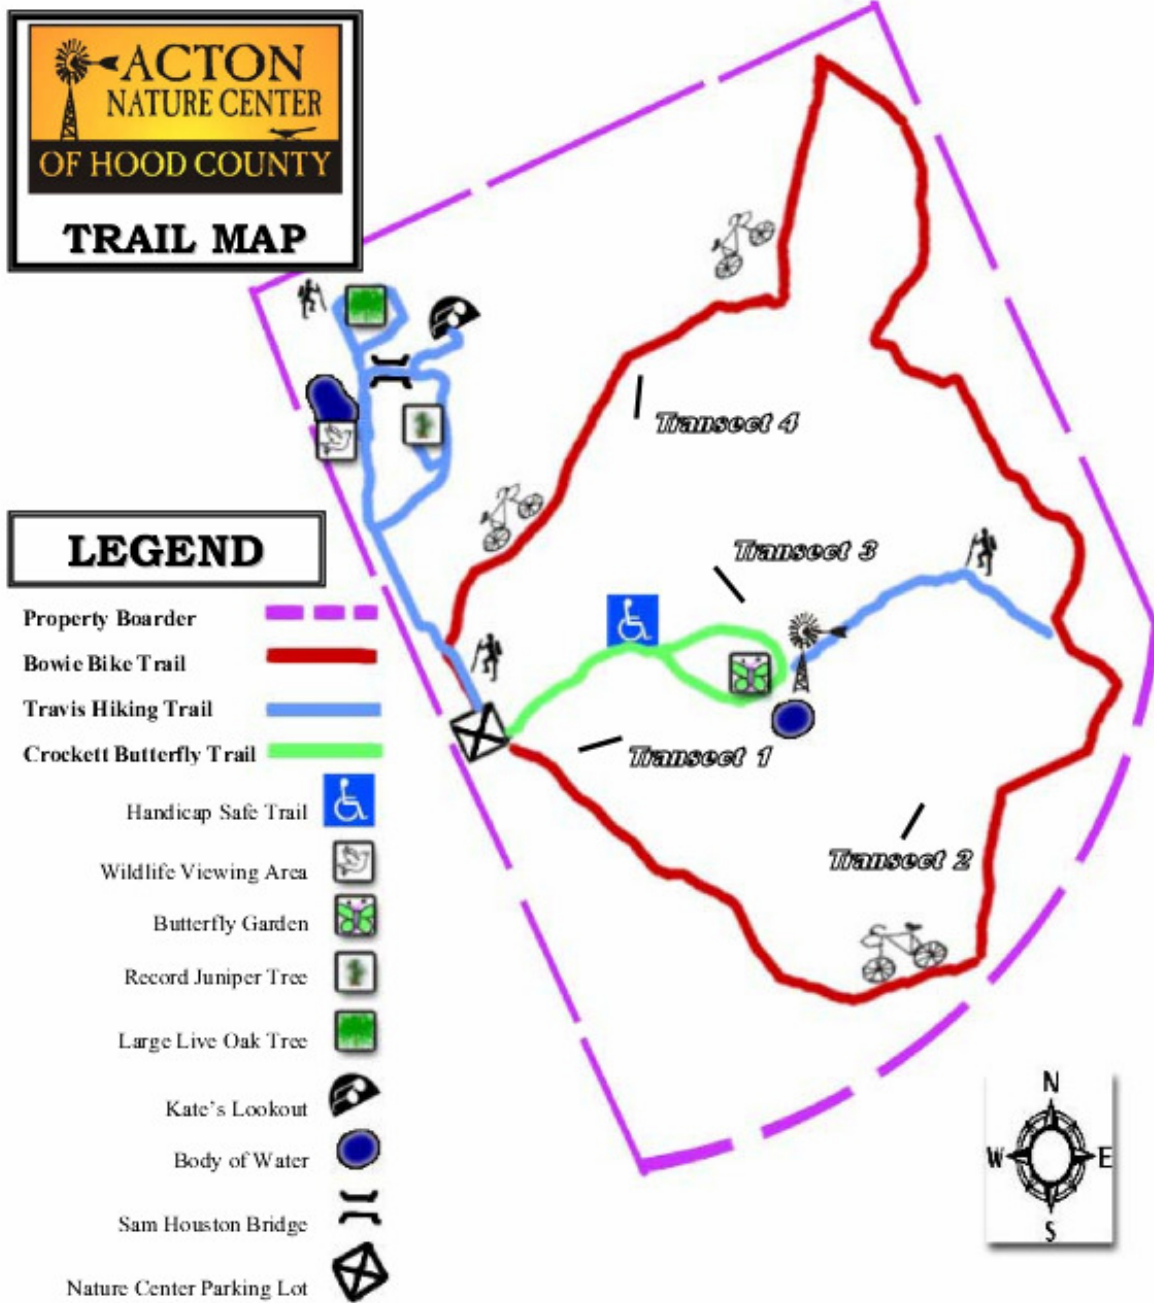 ACTON
NATURE CENTER
OF HOOD COUNTY
TRAIL MAP
Transect 4
LEGEND
Transect 3
Property Boarder
Bowie Bike Trail
Travis Hiking Trail
Crockett Butterfly Trail
Transect 1
Handicap Safe Trail
Transect 2
Wildlife Viewing Area
Butterfly Garden
Record Juniper Tree
Large Live Oak Tree
Kate's Lookout
Body of Water
Sam Houston Bridge
Nature Center Parking Lot
N
W E
S